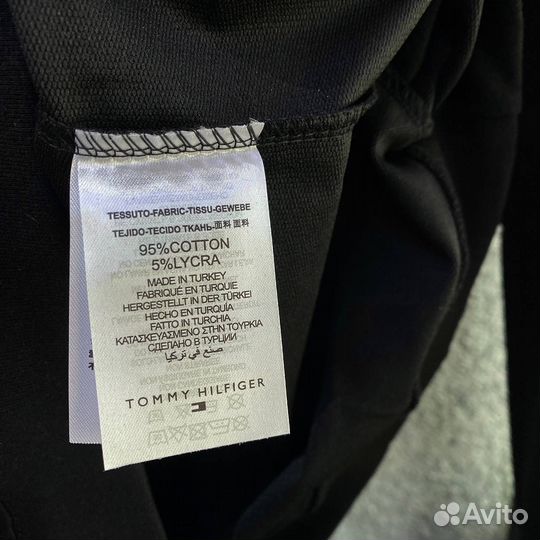 TESSUTO-FABRIC-TISSU-GEWEBE
TEJIDO-TECIDO ТКАНЬ-面料 面料
95%COTTON
5%LYCRA
MADE IN TURKEY
FABRIQUÉ EN TURQUIE
HERGESTELLT IN DER TÜRKEI
HECHO EN TURQUIA
FATTO IN TURCHIA
ΚΑΤΑΣΚΕΥΑΣΜΕΝΟ ΣΤΗΝ ΤΟΥΡΚΙΑ
СДЕЛАНО В ТУРЦИИ
صنع في تركيا
TOMMY HILFIGER
Avito